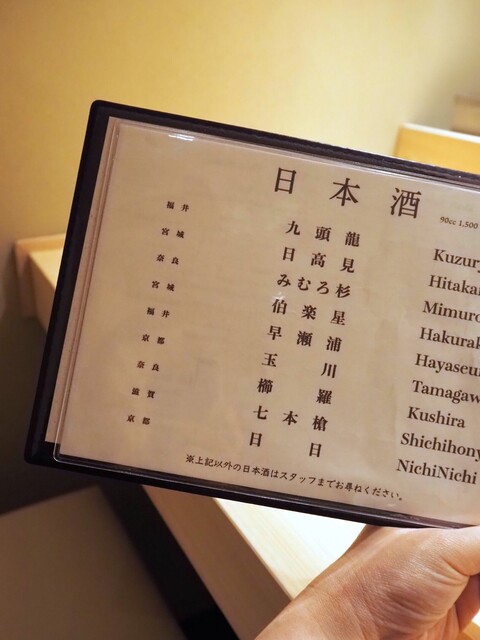 日本酒 90cc 1,500
福井 九頭龍 Kuzury
宮城 日高見 Hitakam
奈良 みむろ杉 Mimuro
宮城 伯楽星 Hakurak
福井 早瀬浦 Hayaseu
京都 玉川 Tamagaw
奈良 櫛羅 Kushira
滋賀 七本槍 Shichihony
京都 日日 NichiNichi
※上記以外の日本酒はスタッフまでお尋ねください。